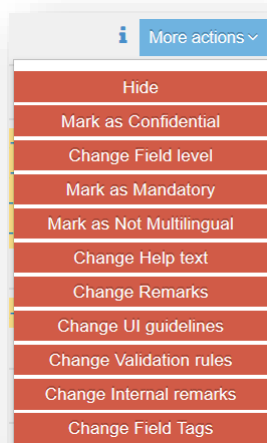 i More actions
Hide
Mark as Confidential
Change Field level
Mark as Mandatory
Mark as Not Multilingual
Change Help text
Change Remarks
Change UI guidelines
Change Validation rules
Change Internal remarks
Change Field Tags